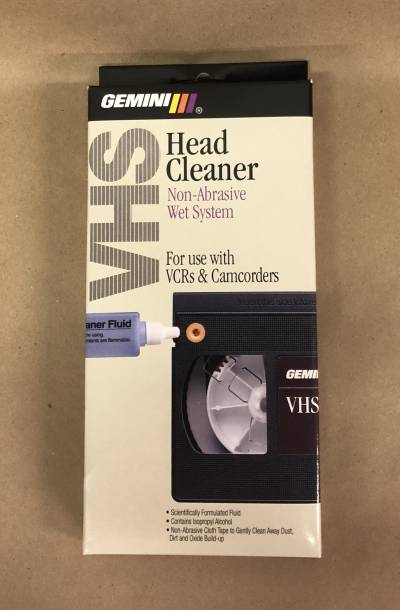 GEMINI®
VHS
Head
Cleaner
Non-Abrasive
Wet System
For use with
VCRs & Camcorders
aner Fluid
GEMIN
VHS
• Scientifically Formulated Fluid
• Contains Isopropyl Alcohol
• Non-Abrasive Cloth Tape to Gently Clean Away Dust,
Dirt and Oxide Build-up